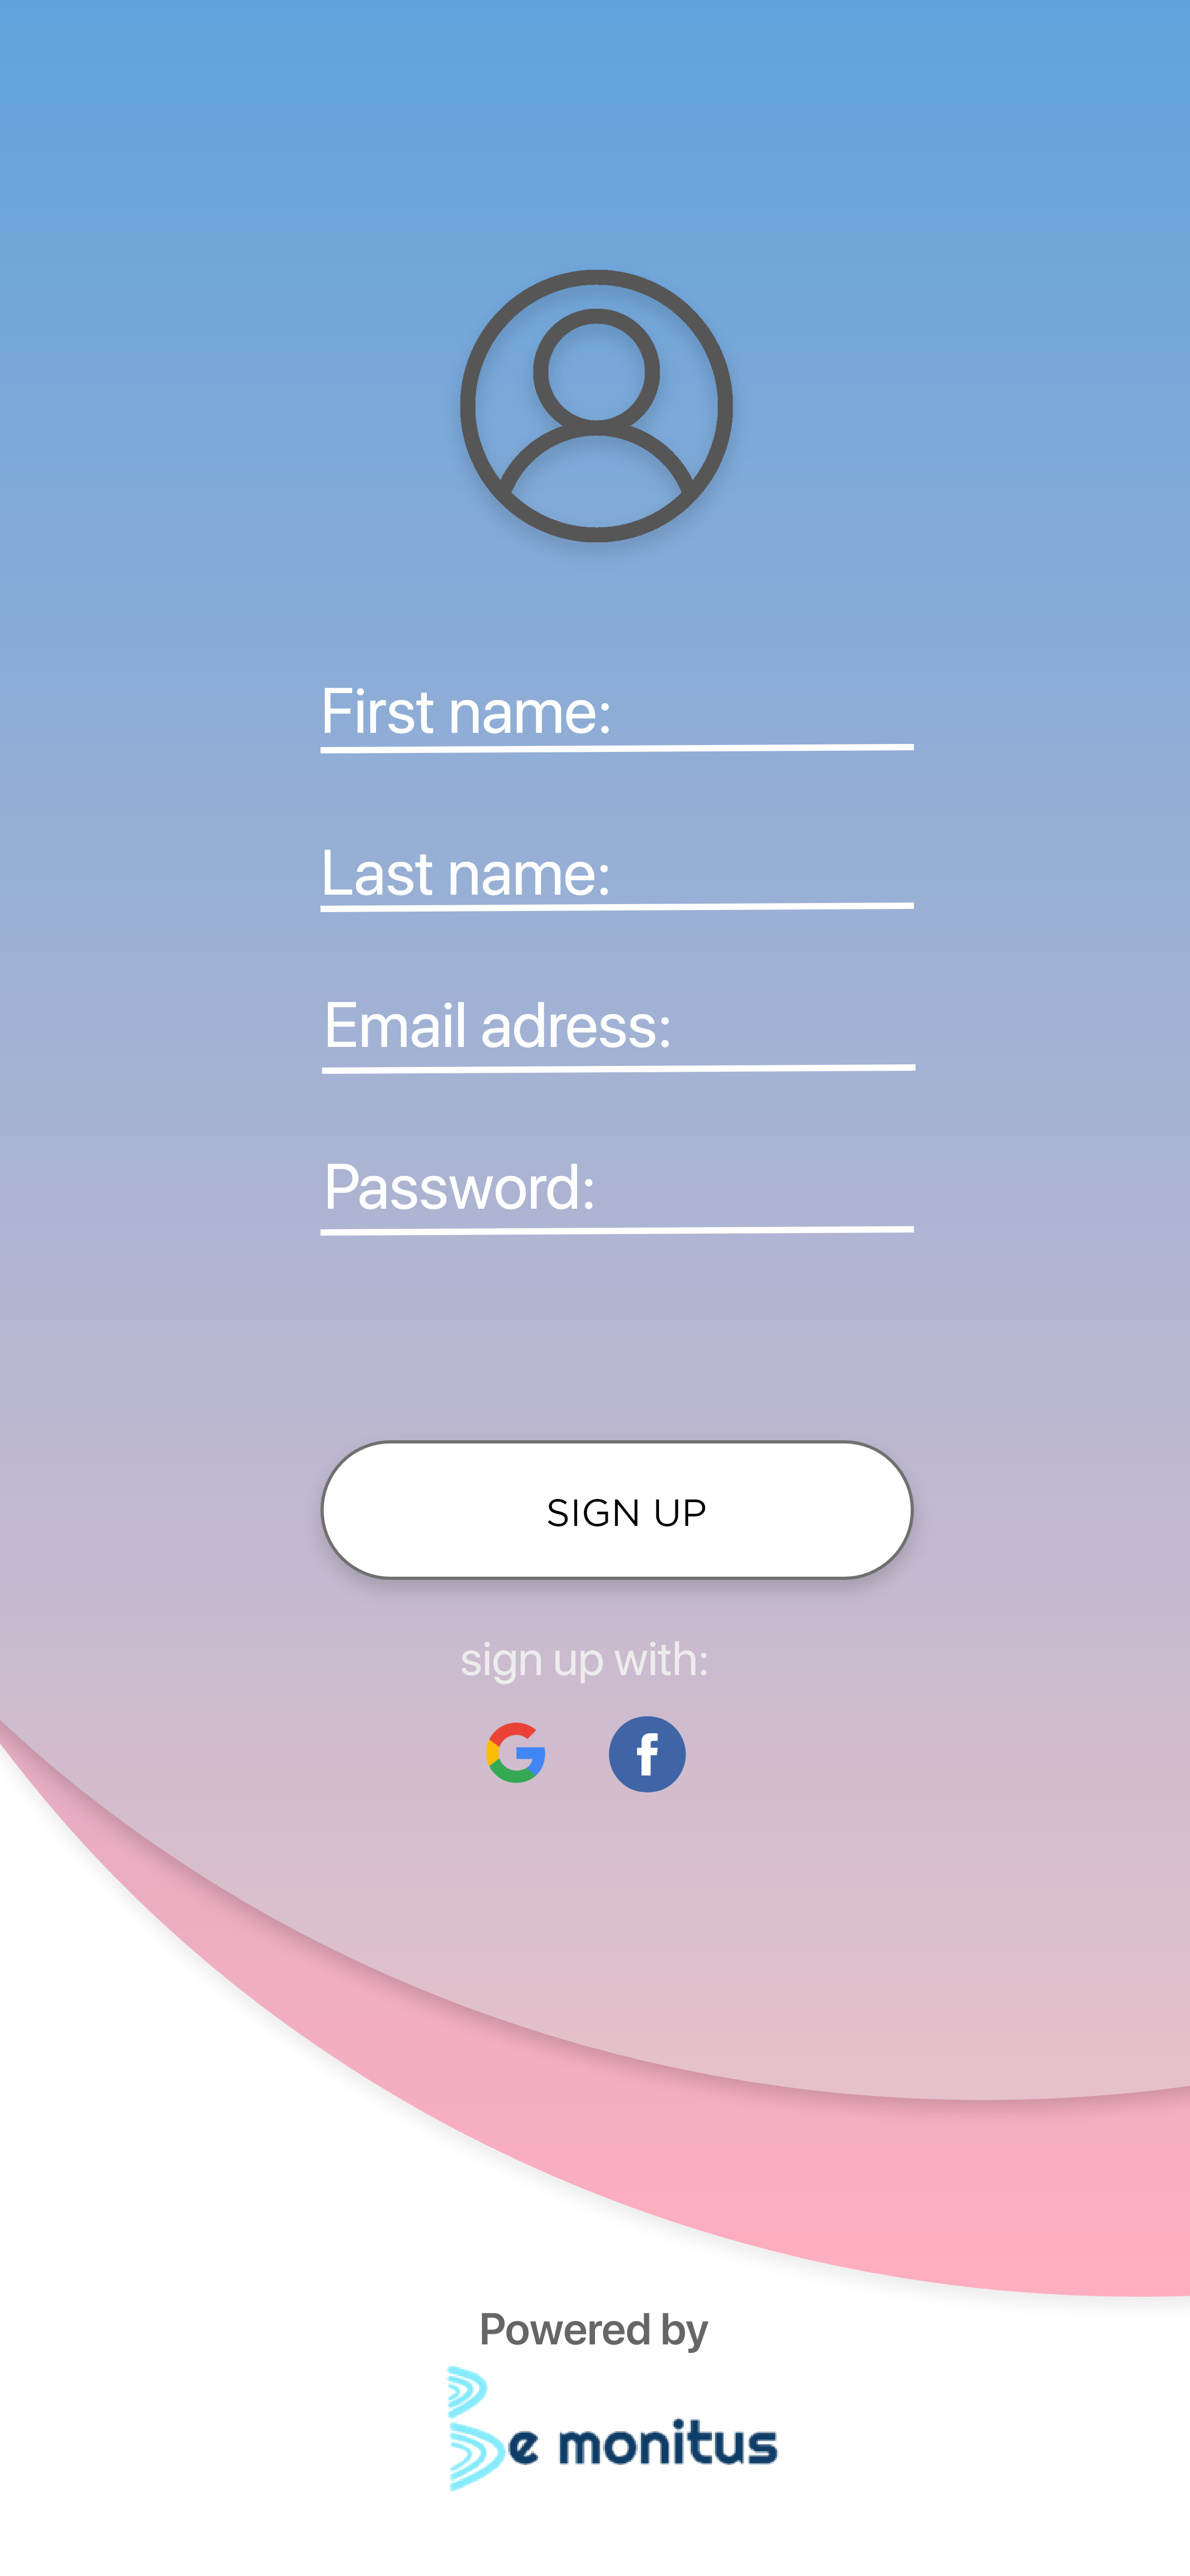 First name:
Last name:
Email adress:
Password:
SIGN UP
sign up with:
f
Powered by
Be monitus